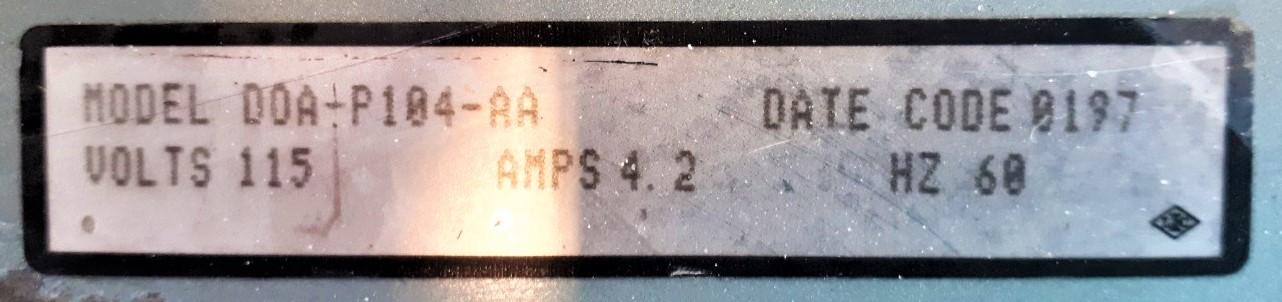 MODEL DOA-P104-AA DATE CODE 0197
VOLTS 115 AMPS 4.2 HZ 60